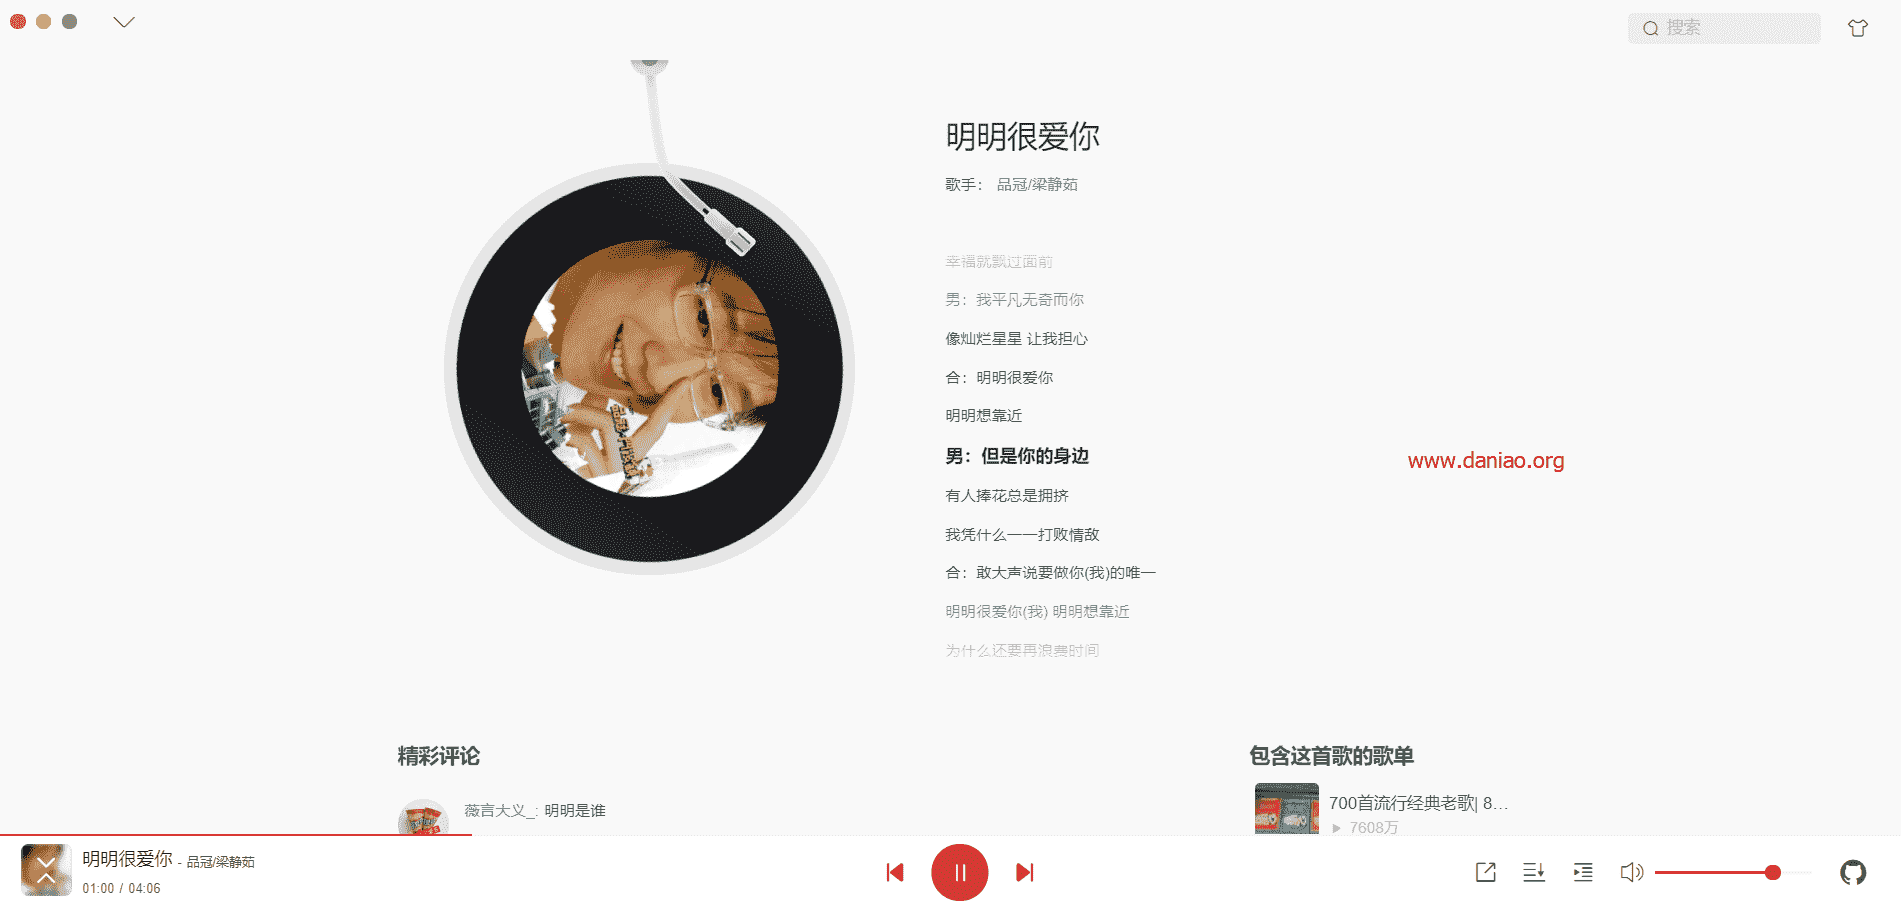 搜索
明明很爱你
歌手： 品冠/梁静茹
幸福就飘过面前
男：我平凡无奇而你
像灿烂星星 让我担心
合：明明很爱你
明明想靠近
男：但是你的身边
有人捧花总是拥挤
我凭什么一一打败情敌
合：敢大声说要做你(我)的唯一
明明很爱你(我) 明明想靠近
为什么还要再浪费时间
www.daniao.org
精彩评论
薇言大义_: 明明是谁
包含这首歌的歌单
700首流行经典老歌| 8...
7608万
明明很爱你 - 品冠/梁静茹
01:00 / 04:06